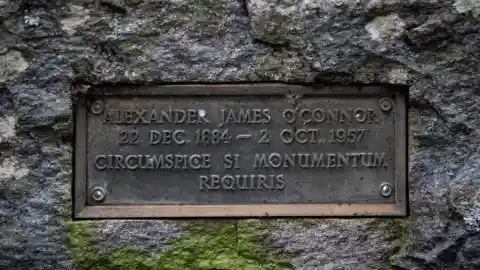 ALEXANDER JAMES O'CONNOR
22 DEC. 1884 – 2 OCT. 1957
CIRCUMSPICE SI MONUMENTUM
REQUIRIS